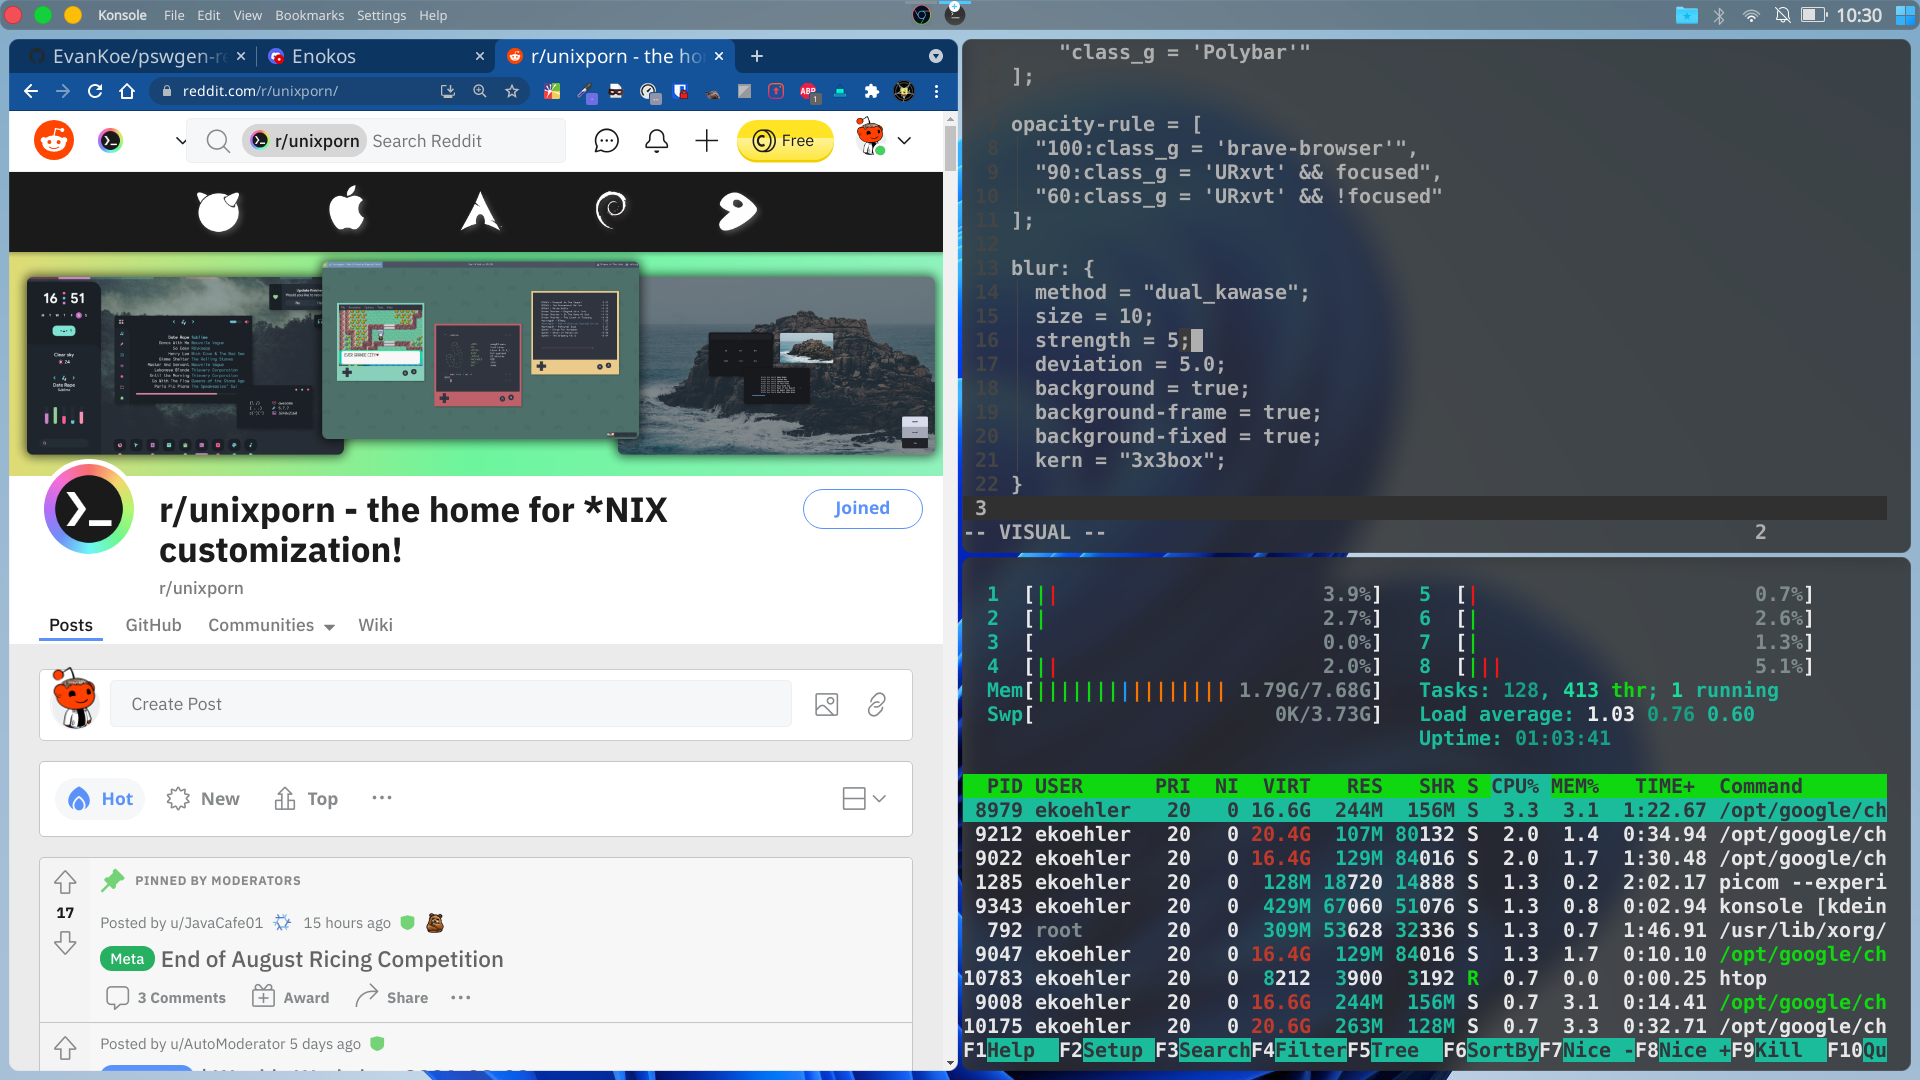 Konsole File Edit View Bookmarks Settings Help
10:30
EvanKoe/pswgen-re
Enokos
r/unixporn - the ho
reddit.com/r/unixporn/
ABP
1
r/unixporn Search Reddit
Free
16 51
r/unixporn - the home for *NIX
customization!
Joined
r/unixporn
Posts GitHub Communities Wiki
Create Post
Hot New Top ...
PINNED BY MODERATORS
17
Posted by u/JavaCafe01 15 hours ago
Meta End of August Ricing Competition
3 Comments Award Share ...
Posted by u/AutoModerator 5 days ago
"class_g = 'Polybar'"
];
opacity-rule = [
8 "100:class_g = 'brave-browser'",
9 "90:class_g = 'URxvt' && focused",
10 "60:class_g = 'URxvt' && !focused"
11 ];
12
13 blur: {
14 method = "dual_kawase";
15 size = 10;
16 strength = 5;
17 deviation = 5.0;
18 background = true;
19 background-frame = true;
20 background-fixed = true;
21 kern = "3x3box";
22 }
3
-- VISUAL -- 2
1 [|| 3.9%] 5 [| 0.7%]
2 [| 2.7%] 6 [| 2.6%]
3 [ 0.0%] 7 [| 1.3%]
4 [|| 2.0%] 8 [||| 5.1%]
Mem[|||||||||||||||| 1.79G/7.68G] Tasks: 128, 413 thr; 1 running
Swp[ 0K/3.73G] Load average: 1.03 0.76 0.60
Uptime: 01:03:41
PID USER PRI NI VIRT RES SHR S CPU% MEM% TIME+ Command
8979 ekoehler 20 0 16.6G 244M 156M S 3.3 3.1 1:22.67 /opt/google/ch
9212 ekoehler 20 0 20.4G 107M 80132 S 2.0 1.4 0:34.94 /opt/google/ch
9022 ekoehler 20 0 16.4G 129M 84016 S 2.0 1.7 1:30.48 /opt/google/ch
1285 ekoehler 20 0 128M 18720 14888 S 1.3 0.2 2:02.17 picom --experi
9343 ekoehler 20 0 429M 67060 51076 S 1.3 0.8 0:02.94 konsole [kdein
792 root 20 0 309M 53628 32336 S 1.3 0.7 1:46.91 /usr/lib/xorg/
9047 ekoehler 20 0 16.4G 129M 84016 S 1.3 1.7 0:10.10 /opt/google/ch
10783 ekoehler 20 0 8212 3900 3192 R 0.7 0.0 0:00.25 htop
9008 ekoehler 20 0 16.6G 244M 156M S 0.7 3.1 0:14.41 /opt/google/ch
10175 ekoehler 20 0 20.6G 263M 128M S 0.7 3.3 0:32.71 /opt/google/ch
F1Help F2Setup F3SearchF4FilterF5Tree F6SortByF7Nice -F8Nice +F9Kill F10Qu